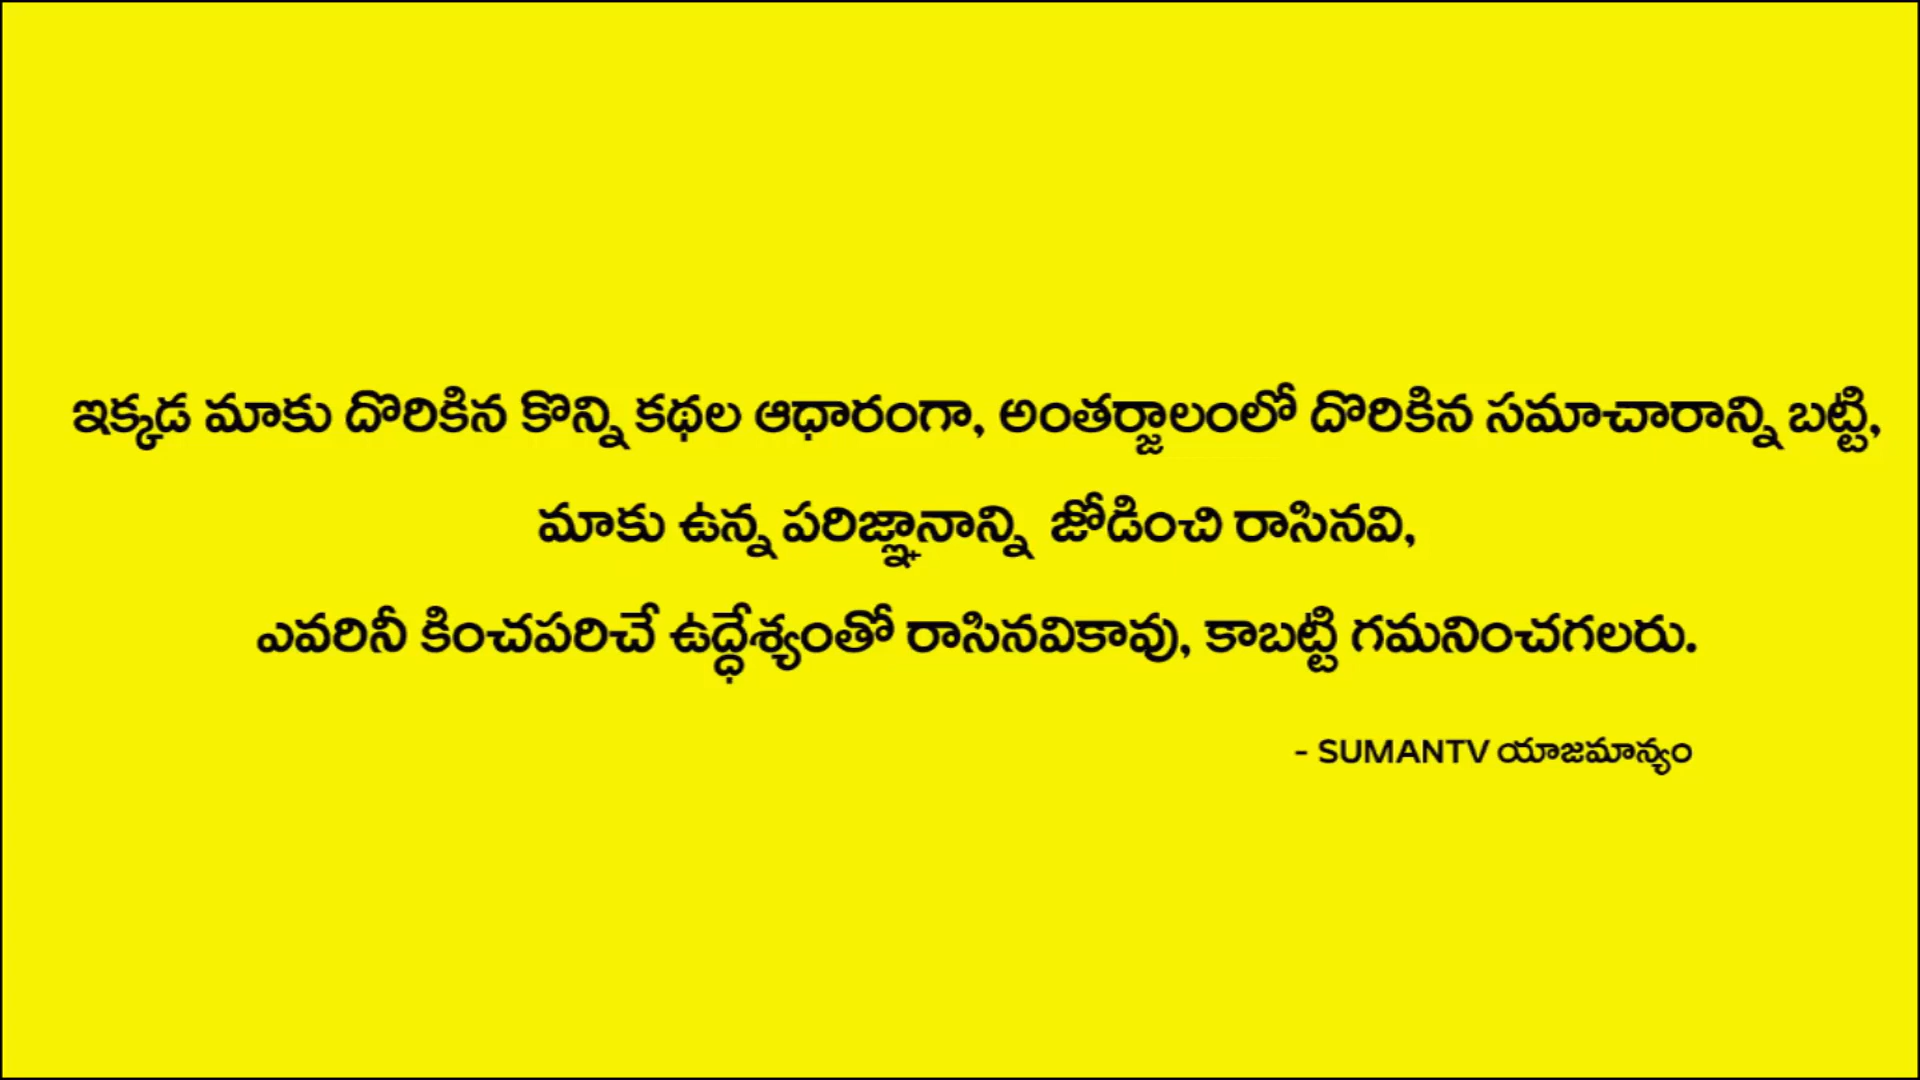 ఇక్కడ మాకు దొరికిన కొన్ని కథల ఆధారంగా, అంతర్జాలంలో దొరికిన సమాచారాన్ని బట్టి,
మాకు ఉన్న పరిజ్ఞానాన్ని జోడించి రాసినవి,
ఎవరినీ కించపరిచే ఉద్ధేశ్యంతో రాసినవికావు, కాబట్టి గమనించగలరు.
- SUMANTV యాజమాన్యం